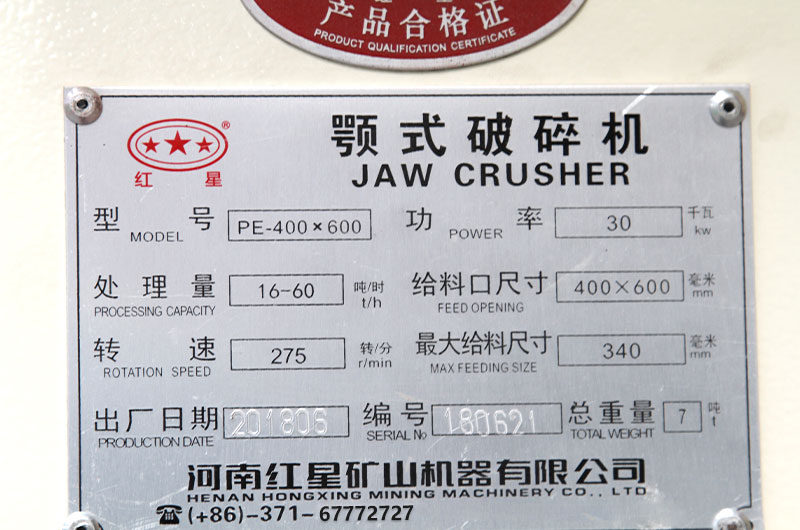 产品合格证
PRODUCT QUALIFICATION CERTIFICATE
®
红星
颚式破碎机
JAW CRUSHER
型号 MODEL PE-400×600 功率 POWER 30 千瓦 kw
处理量 PROCESSING CAPACITY 16-60 吨/时 t/h 给料口尺寸 FEED OPENING 400×600 毫米 mm
转速 ROTATION SPEED 275 转/分 r/min 最大给料尺寸 MAX FEEDING SIZE 340 毫米 mm
出厂日期 PRODUCTION DATE 201806 编号 SERIAL No 180621 总重量 TOTAL WEIGHT 7 吨 t
河南红星矿山机器有限公司
HENAN HONGXING MINING MACHINERY CO., LTD
☎(+86)-371-67772727